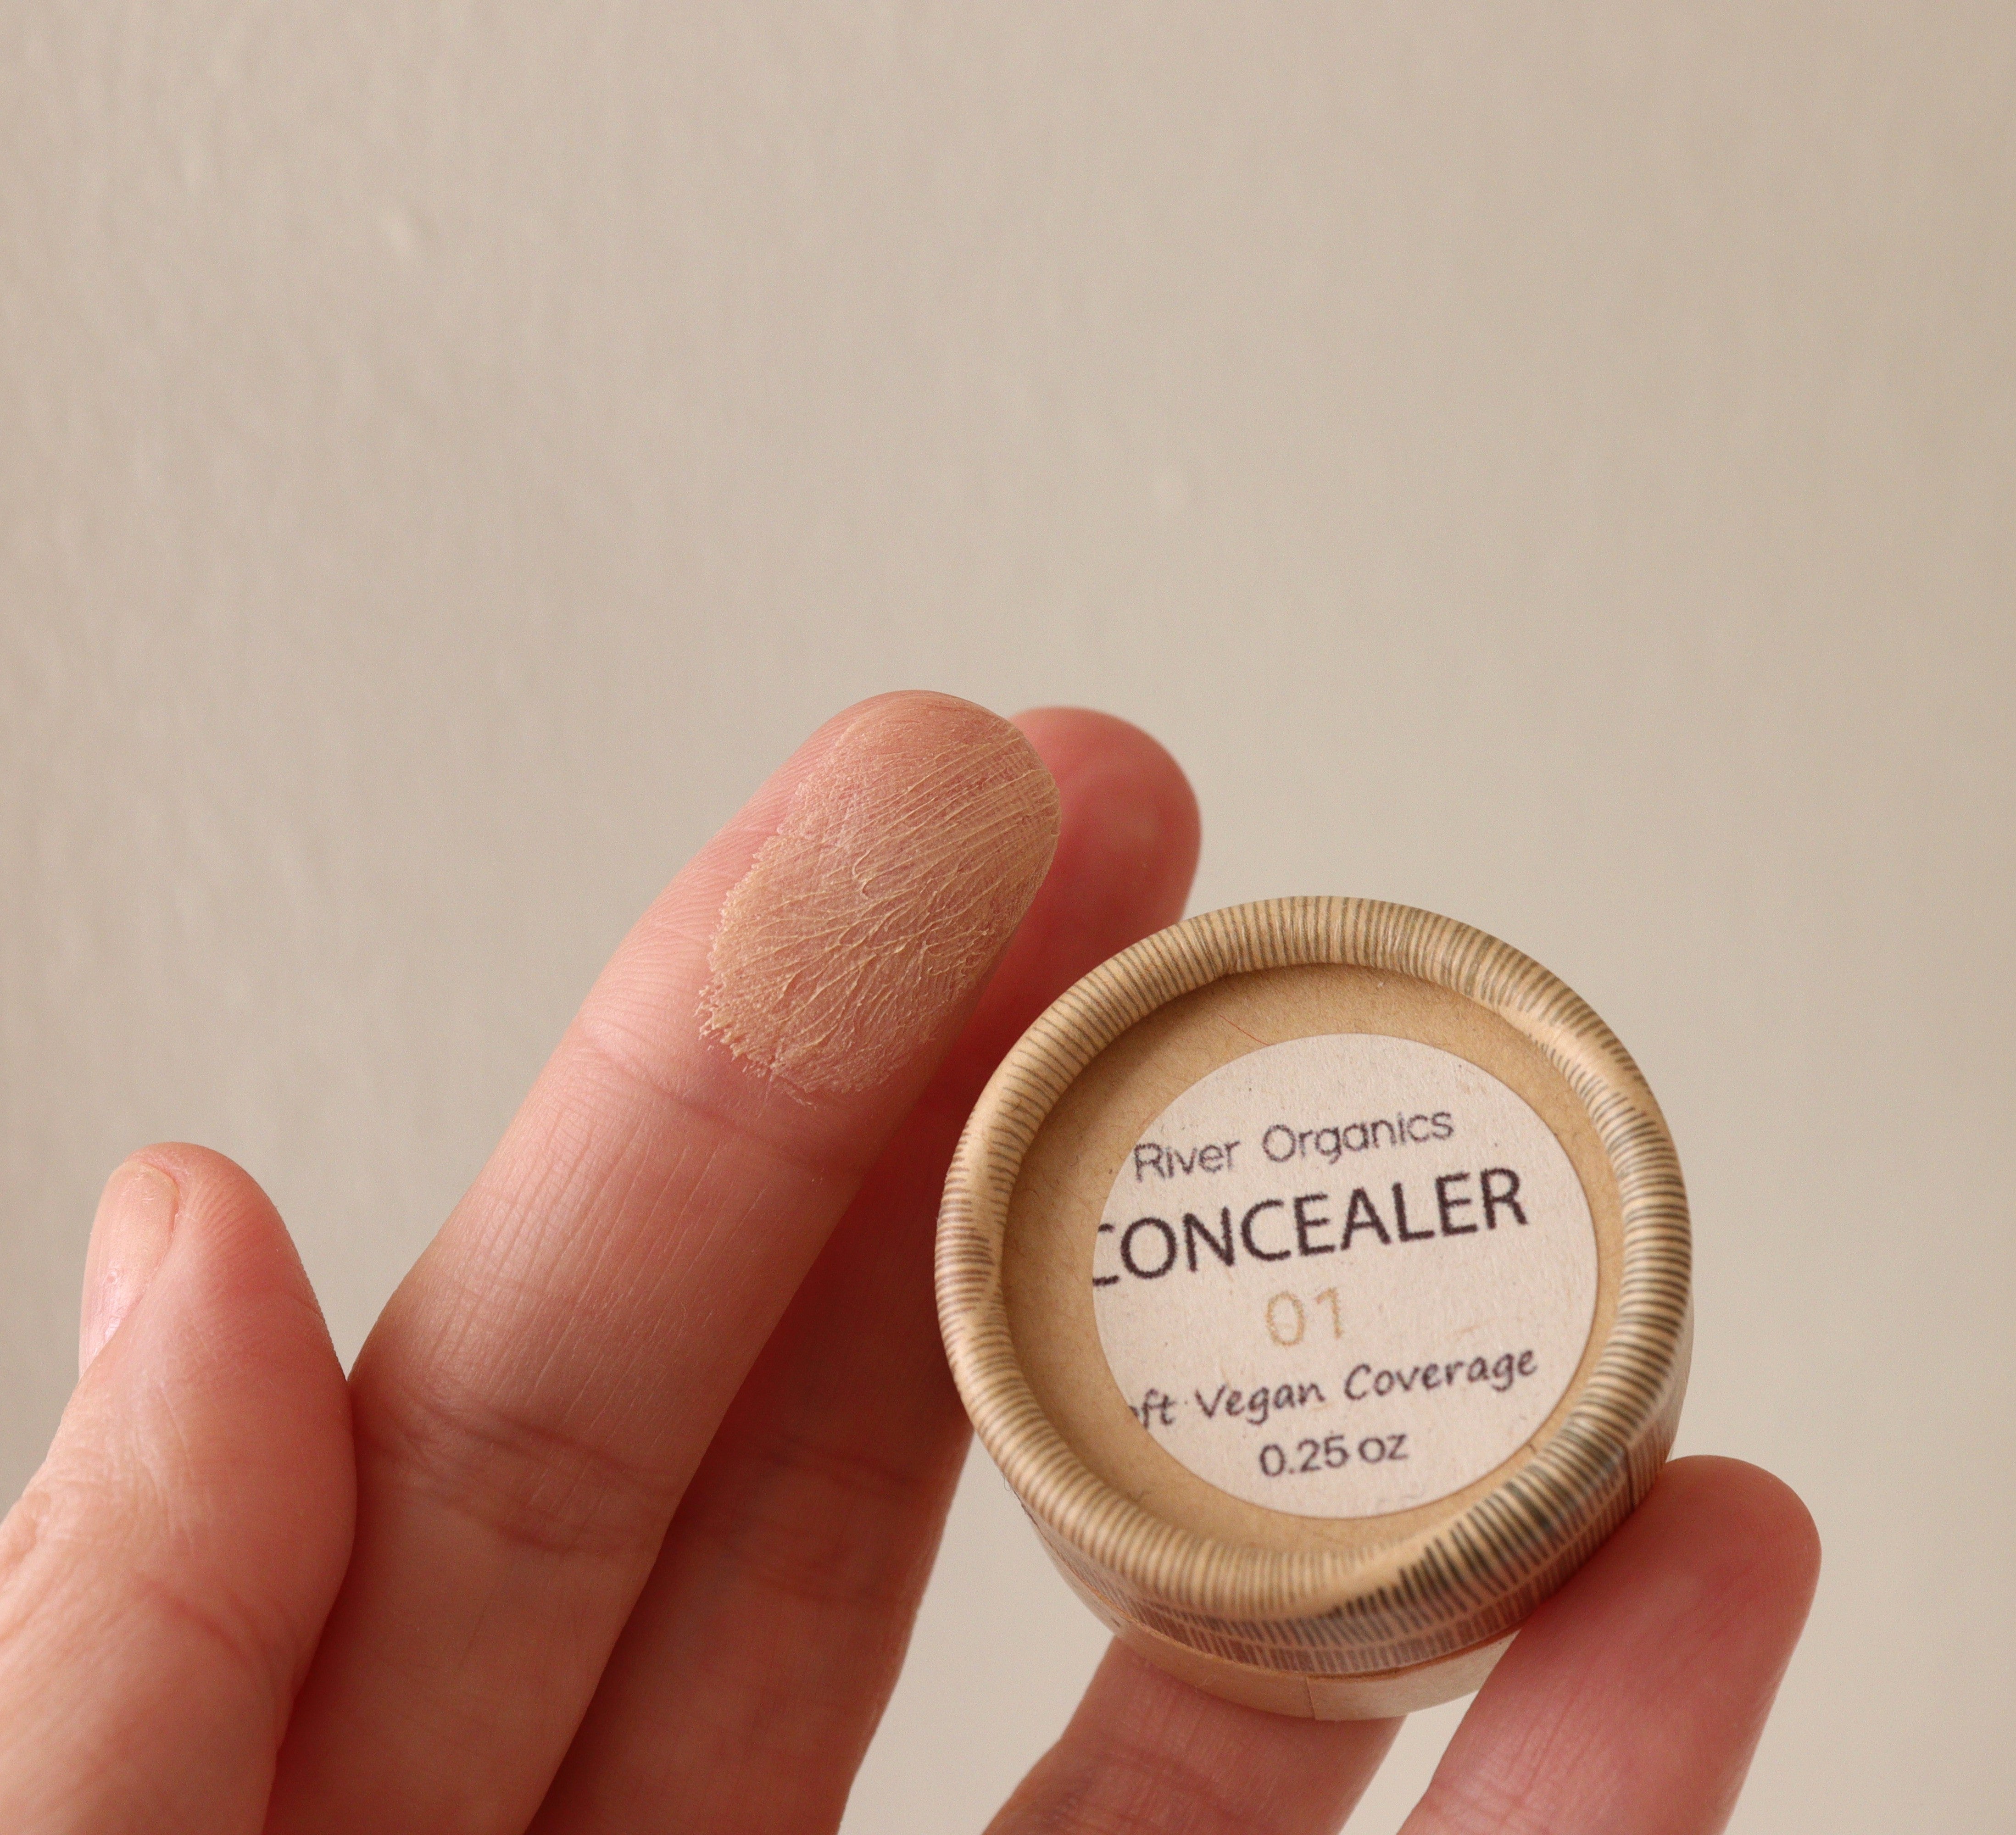 River Organics
CONCEALER
01
oft Vegan Coverage
0.25 oz